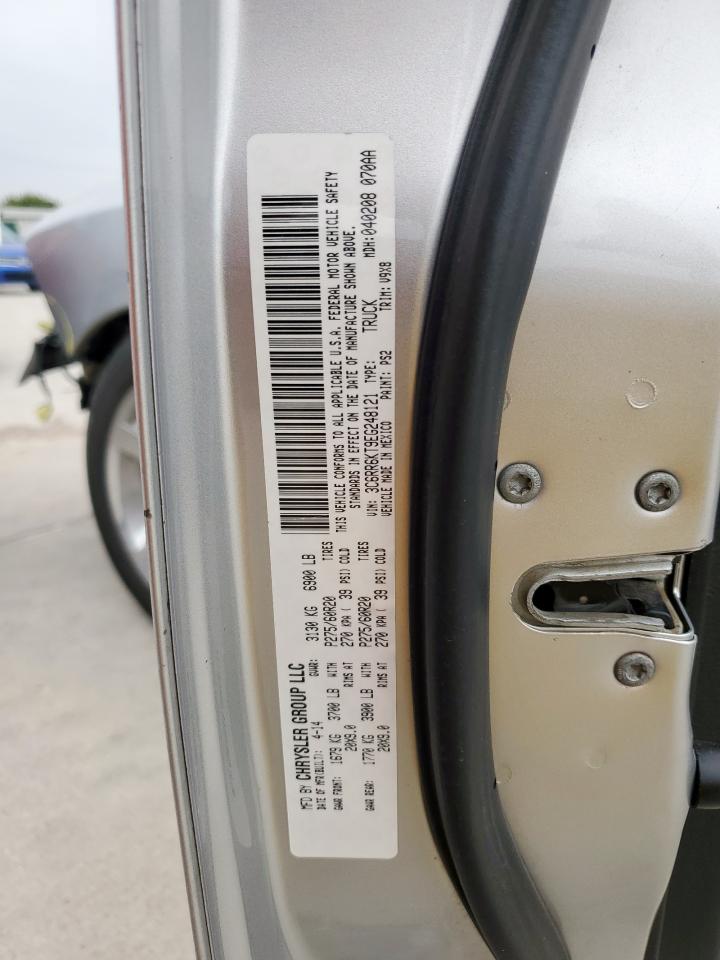 MFD BY CHRYSLER GROUP LLC
DATE OF MFR(BUILT): 4-14 GVWR: 3130 KG 6900 LB
GAWR FRONT: 1679 KG 3700 LB WITH P275/60R20 TIRES
20X9.0 RIMS AT 270 KPA ( 39 PSI) COLD
GAWR REAR: 1770 KG 3900 LB WITH P275/60R20 TIRES
20X9.0 RIMS AT 270 KPA ( 39 PSI) COLD
THIS VEHICLE CONFORMS TO ALL APPLICABLE U.S.A. FEDERAL MOTOR VEHICLE SAFETY
STANDARDS IN EFFECT ON THE DATE OF MANUFACTURE SHOWN ABOVE.
VIN: 3C6RR6KT9EG248121 TYPE: TRUCK MDH: 040208 070AA
VEHICLE MADE IN MEXICO PAINT: PS2 TRIM: V9X8